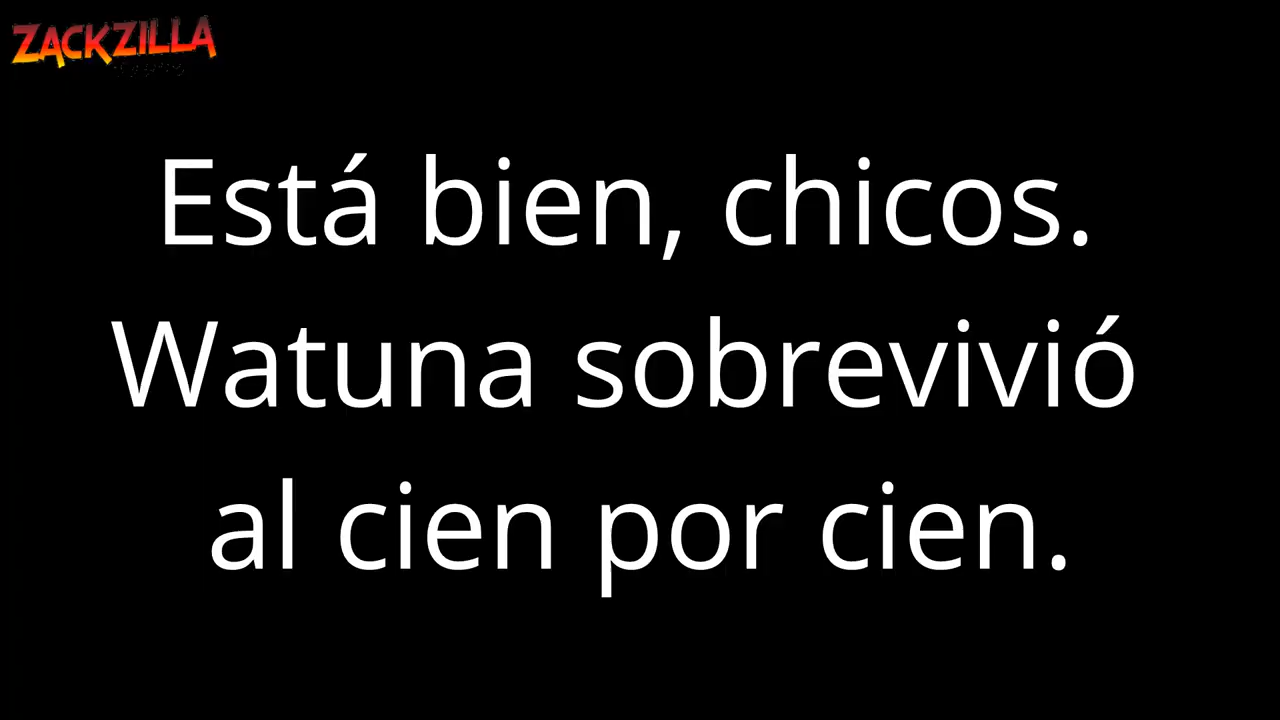 ZACKZILLA
Está bien, chicos.
Watuna sobrevivió
al cien por cien.